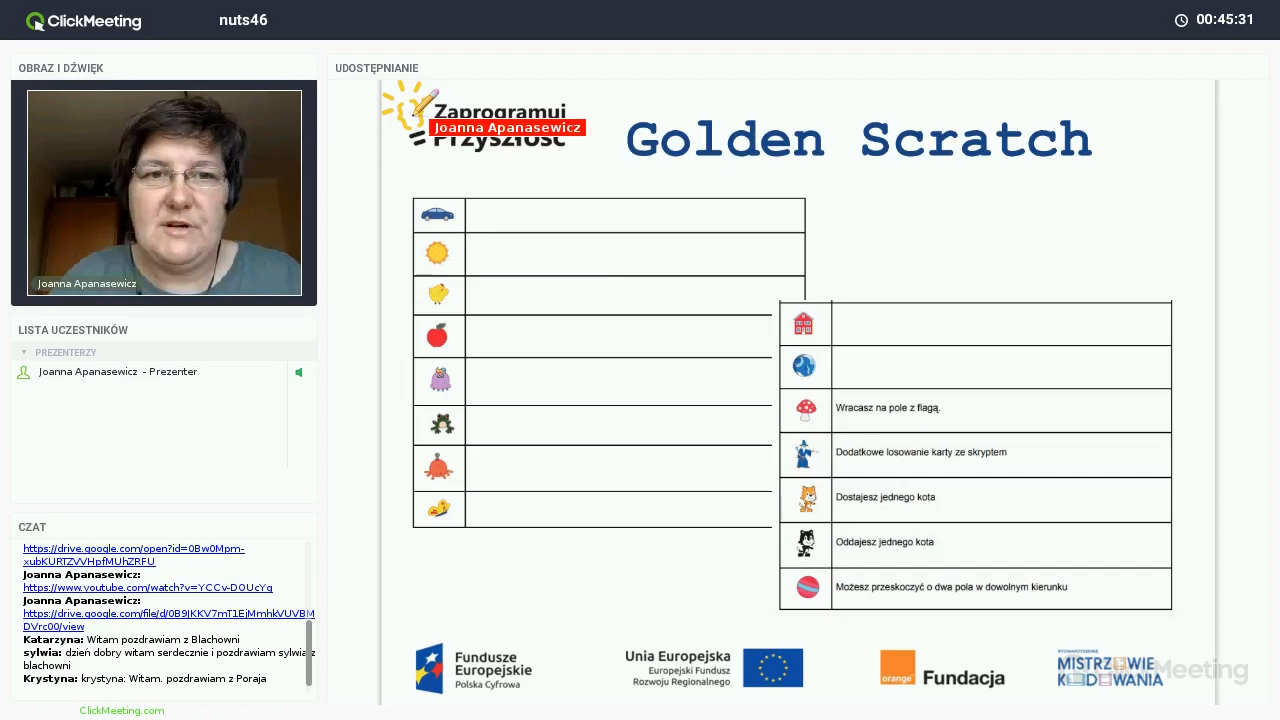 ClickMeeting
nuts46
00:45:31
OBRAZ I DŹWIĘK
Joanna Apanasewicz
LISTA UCZESTNIKÓW
PREZENTERZY
Joanna Apanasewicz - Prezenter
CZAT
https://drive.google.com/open?id=0Bw0Mpm-
xubKURTZVVHpfMUhZRFU
Joanna Apanasewicz:
https://www.youtube.com/watch?v=YCCv-DOUcYg
Joanna Apanasewicz:
https://drive.google.com/file/d/0B9JKKV7mT1EjMmhkVUVBM
DVrc00/view
Katarzyna: Witam pozdrawiam z Blachowni
sylwia: dzień dobry witam serdecznie i pozdrawiam sylwia z
blachowni
Krystyna: krystyna: Witam. pozdrawiam z Poraja
ClickMeeting.com
UDOSTĘPNIANIE
Zaprogramuj
Joanna Apanasewicz
Przyszłość
Golden Scratch
Wracasz na pole z flagą.
Dodatkowe losowanie karty ze skryptem
Dostajesz jednego kota
Oddajesz jednego kota
Możesz przeskoczyć o dwa pola w dowolnym kierunku
Fundusze
Europejskie
Polska Cyfrowa
Unia Europejska
Europejski Fundusz
Rozwoju Regionalnego
orange
Fundacja
STOWARZYSZENIE
MISTRZOWIE
KODOWANIA
ClickMeeting